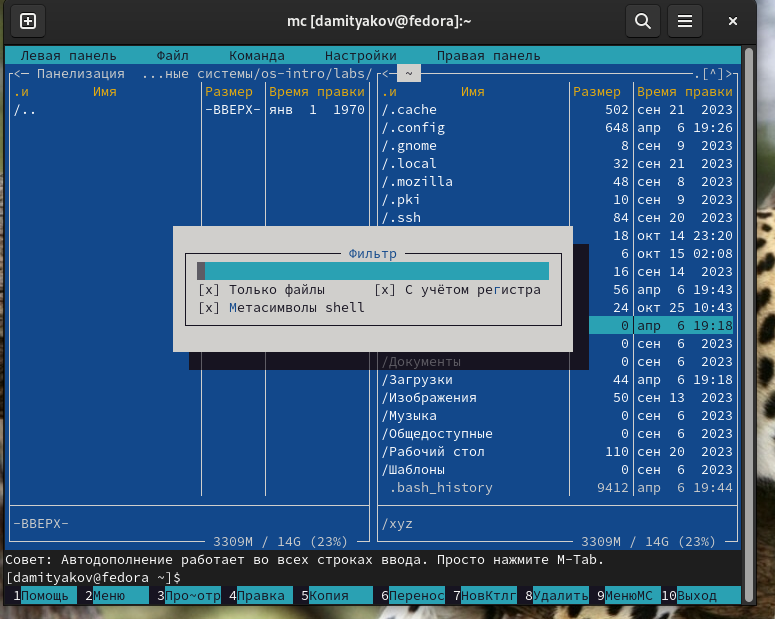 mc [damityakov@fedora]:~
Левая панель Файл Команда Настройки Правая панель
<— Панелизация ...ные системы/os-intro/labs/ <— ~ .[^]>
.и Имя Размер Время правки .и Имя Размер Время правки
/.. -ВВЕРХ- янв 1 1970 /.cache 502 сен 21 2023
/.config 648 апр 6 19:26
/.gnome 8 сен 9 2023
/.local 32 сен 21 2023
/.mozilla 48 сен 8 2023
/.pki 10 сен 9 2023
/.ssh 84 сен 20 2023
18 окт 14 23:20
Фильтр 6 окт 15 02:08
16 сен 14 2023
[x] Только файлы [x] С учётом регистра 56 апр 6 19:43
[x] Метасимволы shell 24 окт 25 10:43
0 апр 6 19:18
0 сен 6 2023
/Документы 0 сен 6 2023
/Загрузки 44 апр 6 19:18
/Изображения 50 сен 13 2023
/Музыка 0 сен 6 2023
/Общедоступные 0 сен 6 2023
/Рабочий стол 110 сен 20 2023
/Шаблоны 0 сен 6 2023
.bash_history 9412 апр 6 19:44
-ВВЕРХ- /xyz
3309M / 14G (23%) 3309M / 14G (23%)
Совет: Автодополнение работает во всех строках ввода. Просто нажмите M-Tab.
[damityakov@fedora ~]$
1Помощь 2Меню 3Про~отр 4Правка 5Копия 6Перенос 7НовКтлг 8Удалить 9МенюМС 10Выход